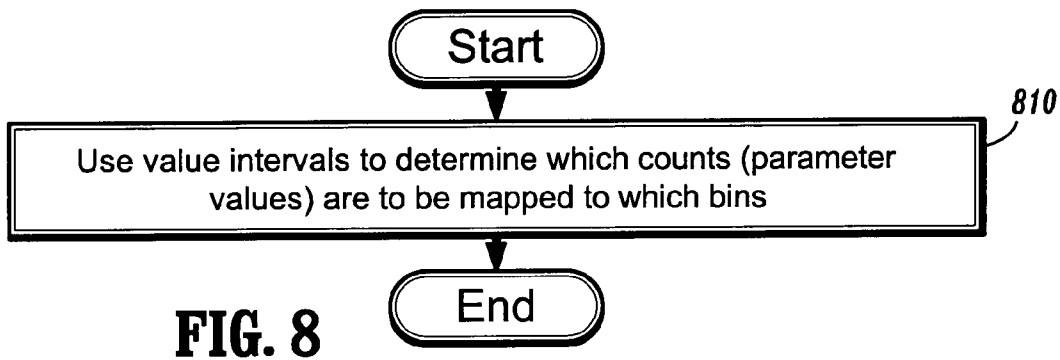 Start
810
Use value intervals to determine which counts (parameter
values) are to be mapped to which bins
End
FIG. 8